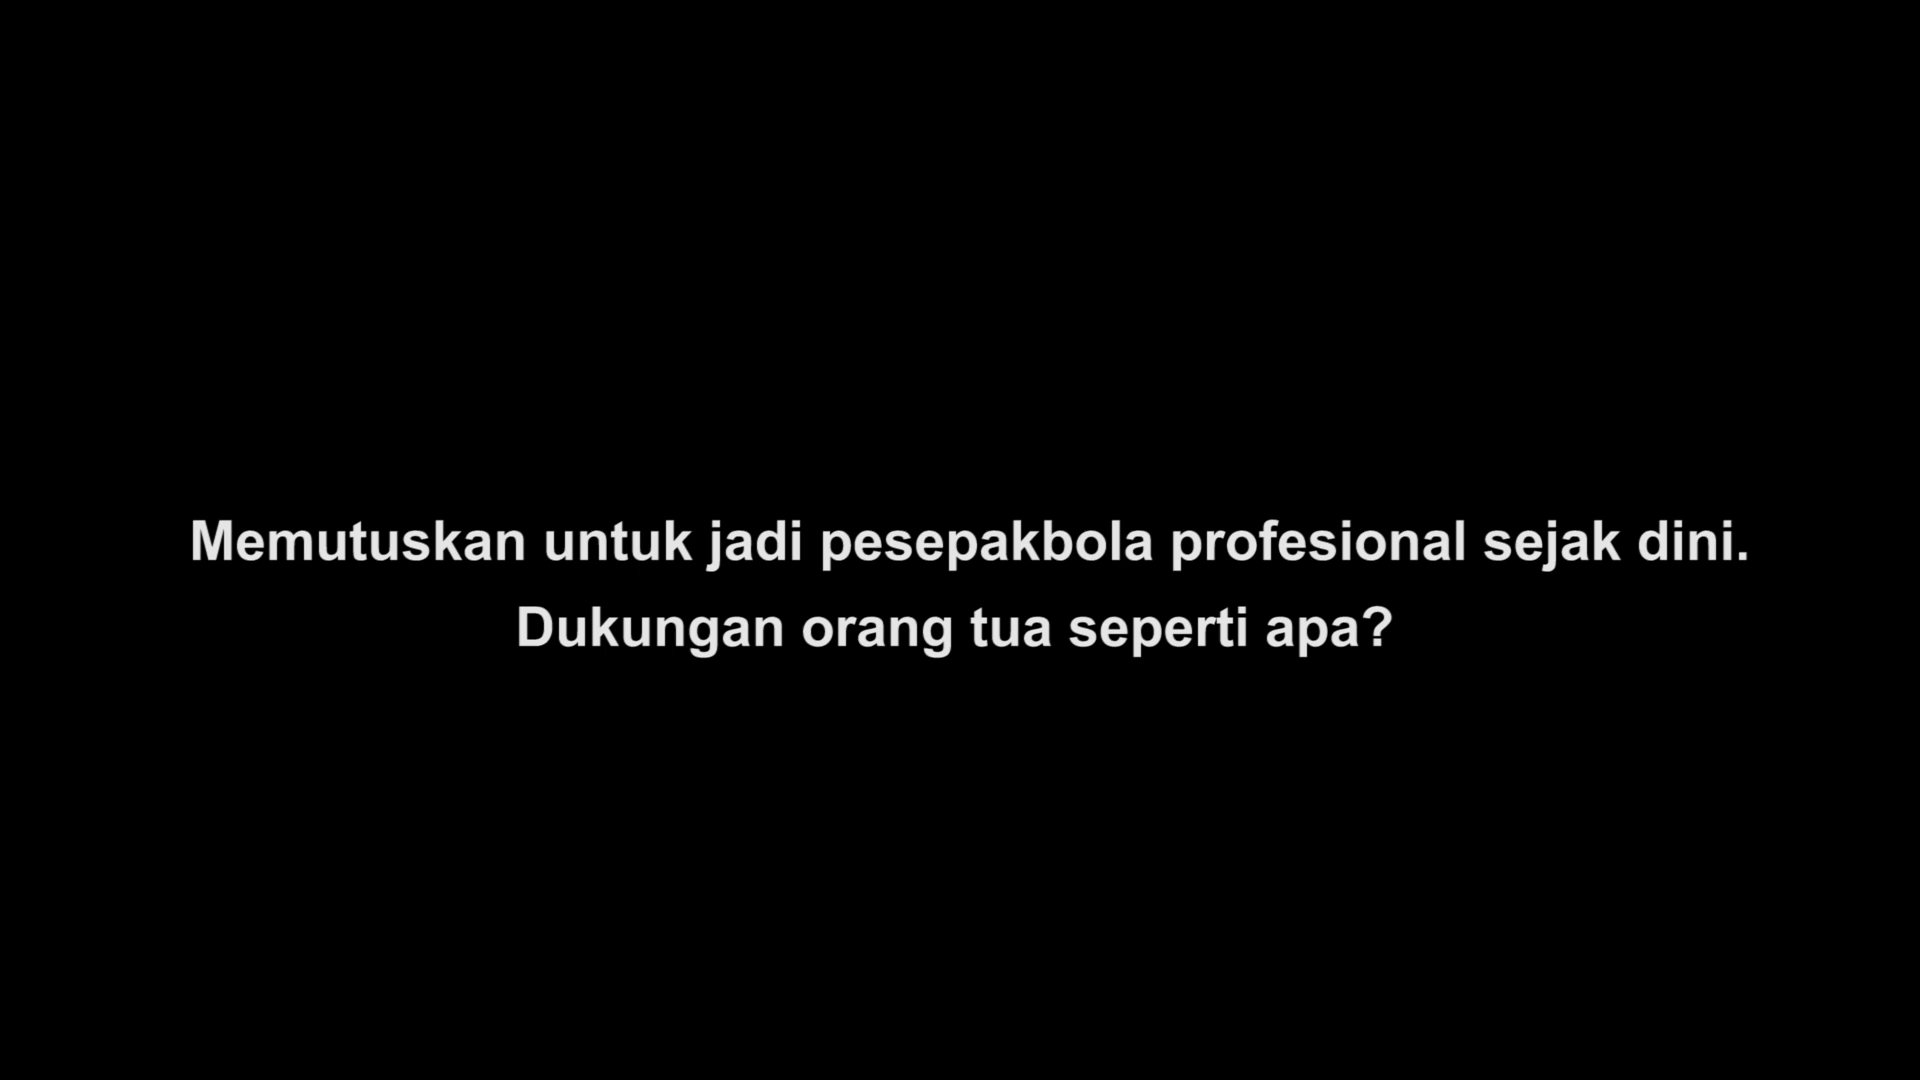 Memutuskan untuk jadi pesepakbola profesional sejak dini.
Dukungan orang tua seperti apa?